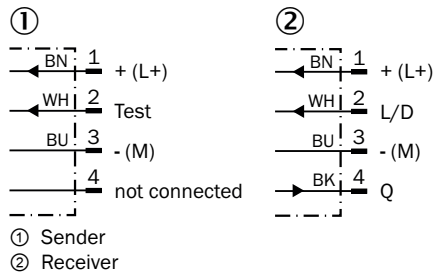 ① ②
BN 1 + (L+)
WH 2 Test
BU 3 - (M)
4 not connected
BN 1 + (L+)
WH 2 L/D
BU 3 - (M)
BK 4 Q
① Sender
② Receiver